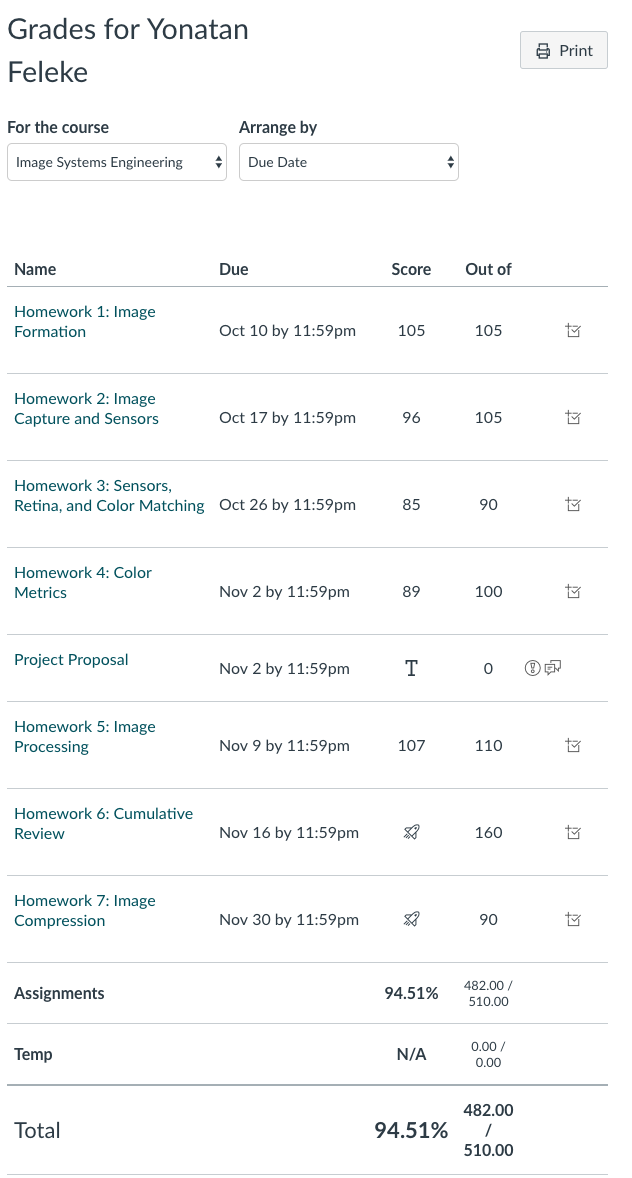 Grades for Yonatan
Feleke
Print
For the course
Arrange by
Image Systems Engineering
Due Date
Name Due Score Out of
Homework 1: Image
Formation
Oct 10 by 11:59pm 105 105
Homework 2: Image
Capture and Sensors
Oct 17 by 11:59pm 96 105
Homework 3: Sensors,
Retina, and Color Matching
Oct 26 by 11:59pm 85 90
Homework 4: Color
Metrics
Nov 2 by 11:59pm 89 100
Project Proposal
Nov 2 by 11:59pm T 0
Homework 5: Image
Processing
Nov 9 by 11:59pm 107 110
Homework 6: Cumulative
Review
Nov 16 by 11:59pm 160
Homework 7: Image
Compression
Nov 30 by 11:59pm 90
Assignments 94.51% 482.00 /
510.00
Temp N/A 0.00 /
0.00
Total 94.51% 482.00
/
510.00